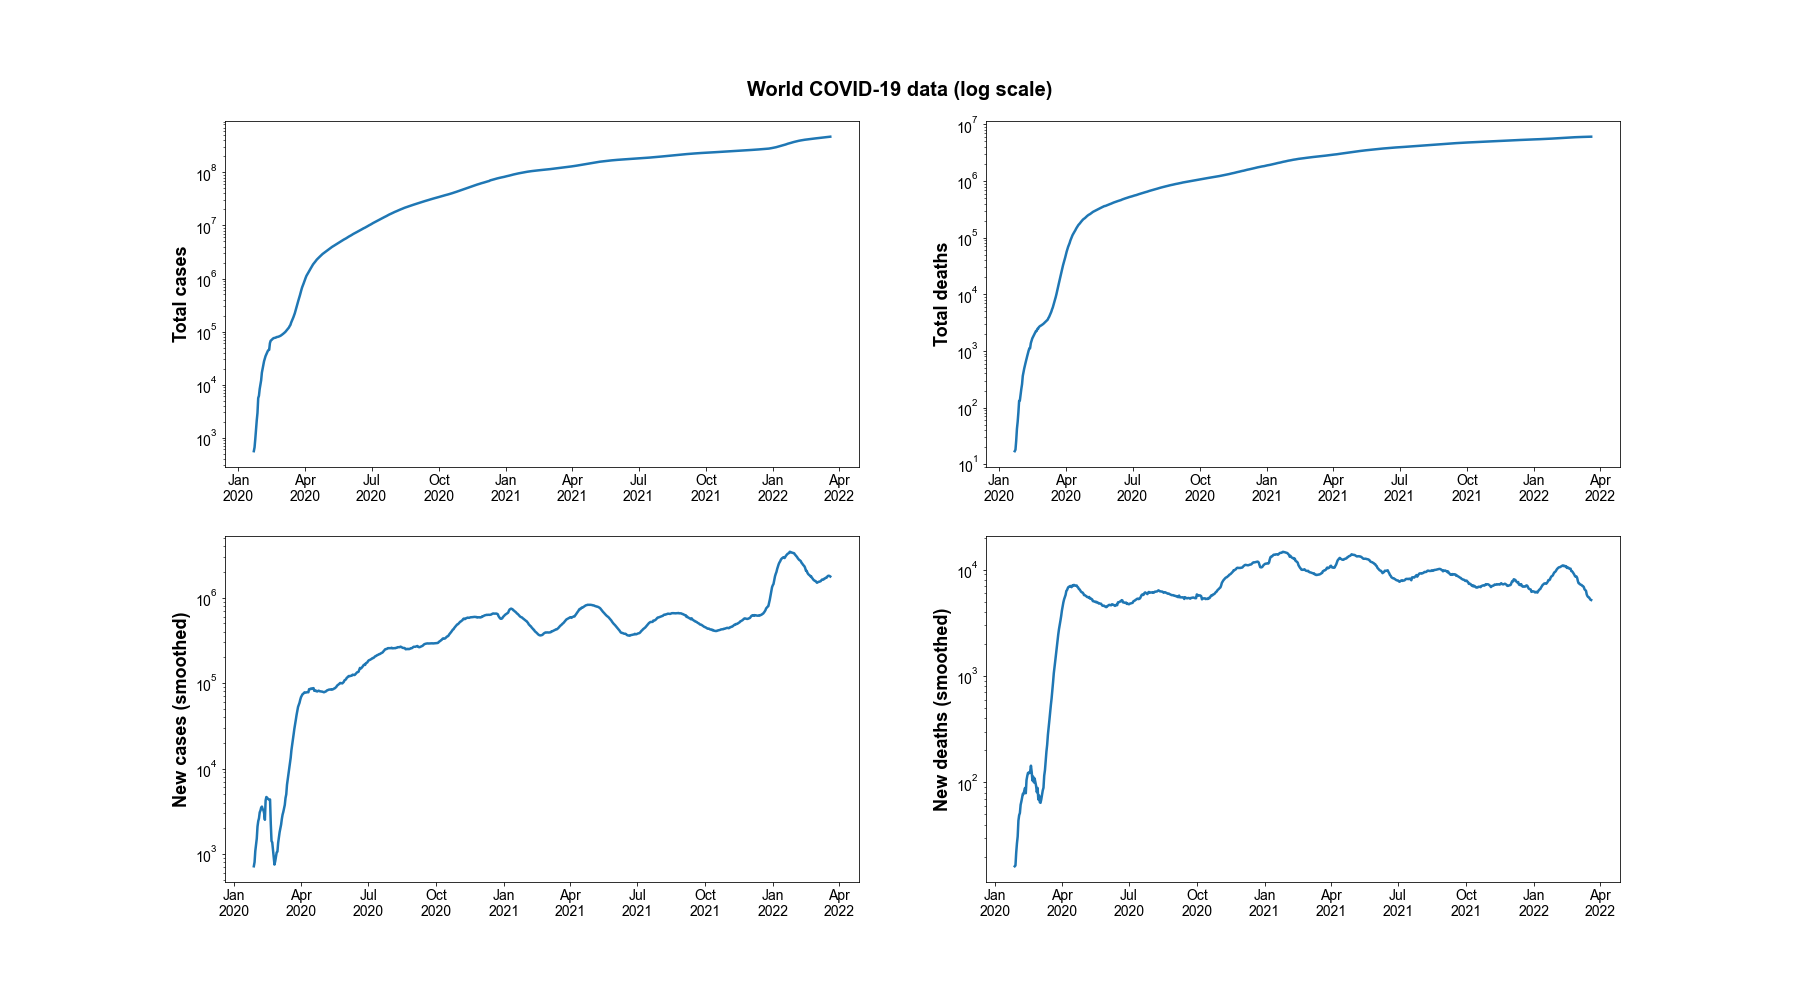 World COVID-19 data (log scale)
Total cases
10^8
10^7
10^6
10^5
10^4
10^3
Jan Apr Jul Oct Jan Apr Jul Oct Jan Apr
2020 2020 2020 2020 2021 2021 2021 2021 2022 2022
Total deaths
10^7
10^6
10^5
10^4
10^3
10^2
10^1
Jan Apr Jul Oct Jan Apr Jul Oct Jan Apr
2020 2020 2020 2020 2021 2021 2021 2021 2022 2022
New cases (smoothed)
10^6
10^5
10^4
10^3
Jan Apr Jul Oct Jan Apr Jul Oct Jan Apr
2020 2020 2020 2020 2021 2021 2021 2021 2022 2022
New deaths (smoothed)
10^4
10^3
10^2
Jan Apr Jul Oct Jan Apr Jul Oct Jan Apr
2020 2020 2020 2020 2021 2021 2021 2021 2022 2022